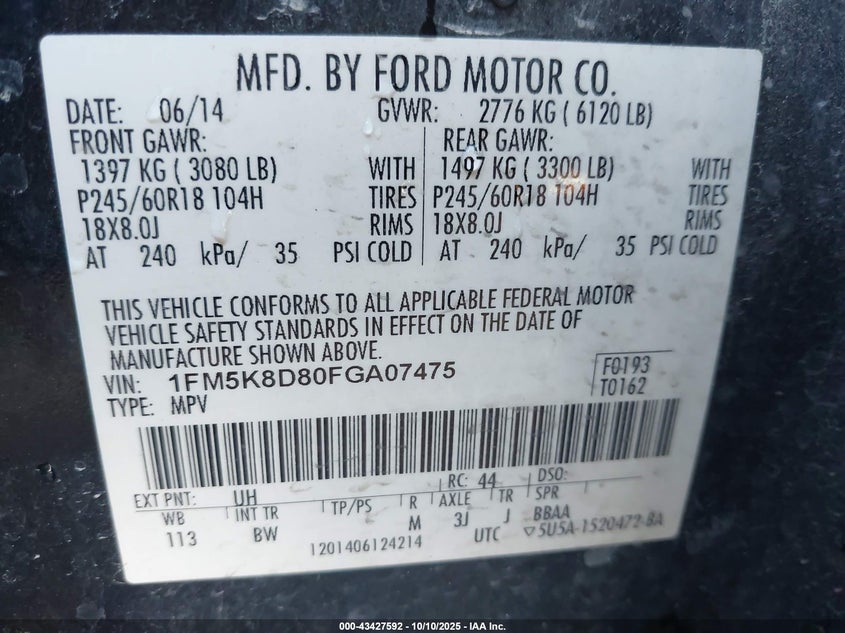 MFD. BY FORD MOTOR CO.
DATE: 06/14 GVWR: 2776 KG ( 6120 LB)
FRONT GAWR: REAR GAWR:
1397 KG ( 3080 LB) WITH 1497 KG ( 3300 LB) WITH
P245/60R18 104H TIRES P245/60R18 104H TIRES
18X8.0J RIMS 18X8.0J RIMS
AT 240 kPa/ 35 PSI COLD AT 240 kPa/ 35 PSI COLD
THIS VEHICLE CONFORMS TO ALL APPLICABLE FEDERAL MOTOR
VEHICLE SAFETY STANDARDS IN EFFECT ON THE DATE OF
MANUFACTURE SHOWN ABOVE.
VIN: 1FM5K8D80FGA07475 F0193
TYPE: MPV T0162
EXT PNT: UH RC: 44 DSO:
WB INT TR TP/PS R AXLE TR SPR
113 BW M 3J J BBAA
1201406124214 UTC ▽5U5A-1520472-BA
000-43427592 - 10/10/2025 - IAA Inc.